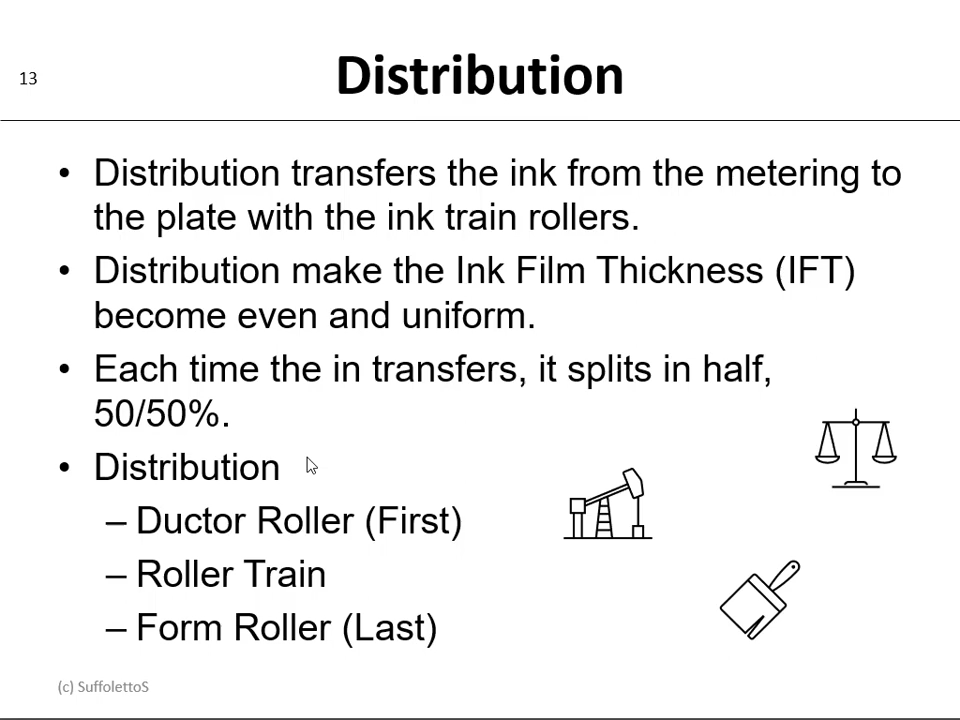 13
Distribution
• Distribution transfers the ink from the metering to
the plate with the ink train rollers.
• Distribution make the Ink Film Thickness (IFT)
become even and uniform.
• Each time the in transfers, it splits in half,
50/50%.
• Distribution
– Ductor Roller (First)
– Roller Train
– Form Roller (Last)
(c) SuffolettoS